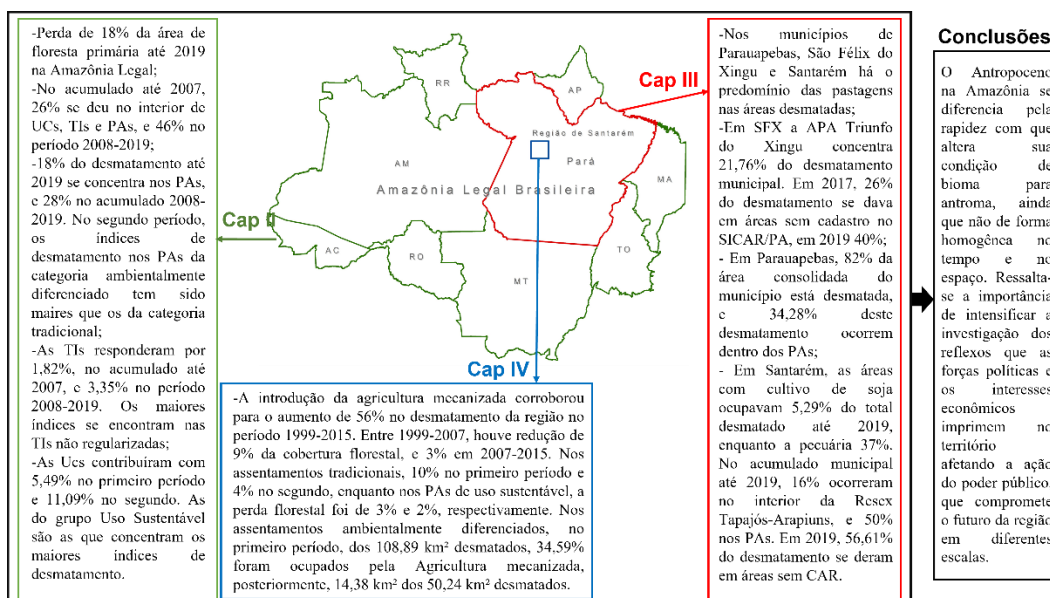 -Perda de 18% da área de
floresta primária até 2019
na Amazônia Legal;
-No acumulado até 2007,
26% se deu no interior de
UCs, TIs e PAs, e 46% no
período 2008-2019;
-18% do desmatamento até
2019 se concentra nos PAs,
e 28% no acumulado 2008-
2019. No segundo período,
os índices de
desmatamento nos PAs da
categoria ambientalmente
diferenciado tem sido
maires que os da categoria
tradicional;
-As TIs responderam por
1,82%, no acumulado até
2007, e 3,35% no período
2008-2019. Os maiores
índices se encontram nas
TIs não regularizadas;
-As Ucs contribuíram com
5,49% no primeiro período
e 11,09% no segundo. As
do grupo Uso Sustentável
são as que concentram os
maiores índices de
desmatamento.
Cap II
RR
AP
Região de Santarém
AM
Pará
Amazônia Legal Brasileira
MA
AC
RO
TO
MT
Cap III
Cap IV
-A introdução da agricultura mecanizada corroborou
para o aumento de 56% no desmatamento da região no
período 1999-2015. Entre 1999-2007, houve redução de
9% da cobertura florestal, e 3% em 2007-2015. Nos
assentamentos tradicionais, 10% no primeiro período e
4% no segundo, enquanto nos PAs de uso sustentável, a
perda florestal foi de 3% e 2%, respectivamente. Nos
assentamentos ambientalmente diferenciados, no
primeiro período, dos 108,89 km² desmatados, 34,59%
foram ocupados pela Agricultura mecanizada,
posteriormente, 14,38 km² dos 50,24 km² desmatados.
-Nos municípios de
Parauapebas, São Félix do
Xingu e Santarém há o
predomínio das pastagens
nas áreas desmatadas;
-Em SFX a APA Triunfo
do Xingu concentra
21,76% do desmatamento
municipal. Em 2017, 26%
do desmatamento se dava
em áreas sem cadastro no
SICAR/PA, em 2019 40%;
- Em Parauapebas, 82% da
área consolidada do
município está desmatada,
e 34,28% deste
desmatamento ocorrem
dentro dos PAs;
- Em Santarém, as áreas
com cultivo de soja
ocupavam 5,29% do total
desmatado até 2019,
enquanto a pecuária 37%.
No acumulado municipal
até 2019, 16% ocorreram
no interior da Resex
Tapajós-Arapiuns, e 50%
nos PAs. Em 2019, 56,61%
do desmatamento se deram
em áreas sem CAR.
Conclusões
O Antropoceno
na Amazônia se
diferencia pela
rapidez com que
altera sua
condição de
bioma para
antroma, ainda
que não de forma
homogênea no
tempo e no
espaço. Ressalta-
se a importância
de intensificar a
investigação dos
reflexos que as
forças políticas e
os interesses
econômicos
imprimem no
território
afetando a ação
do poder público,
que compromete
o futuro da região
em diferentes
escalas.